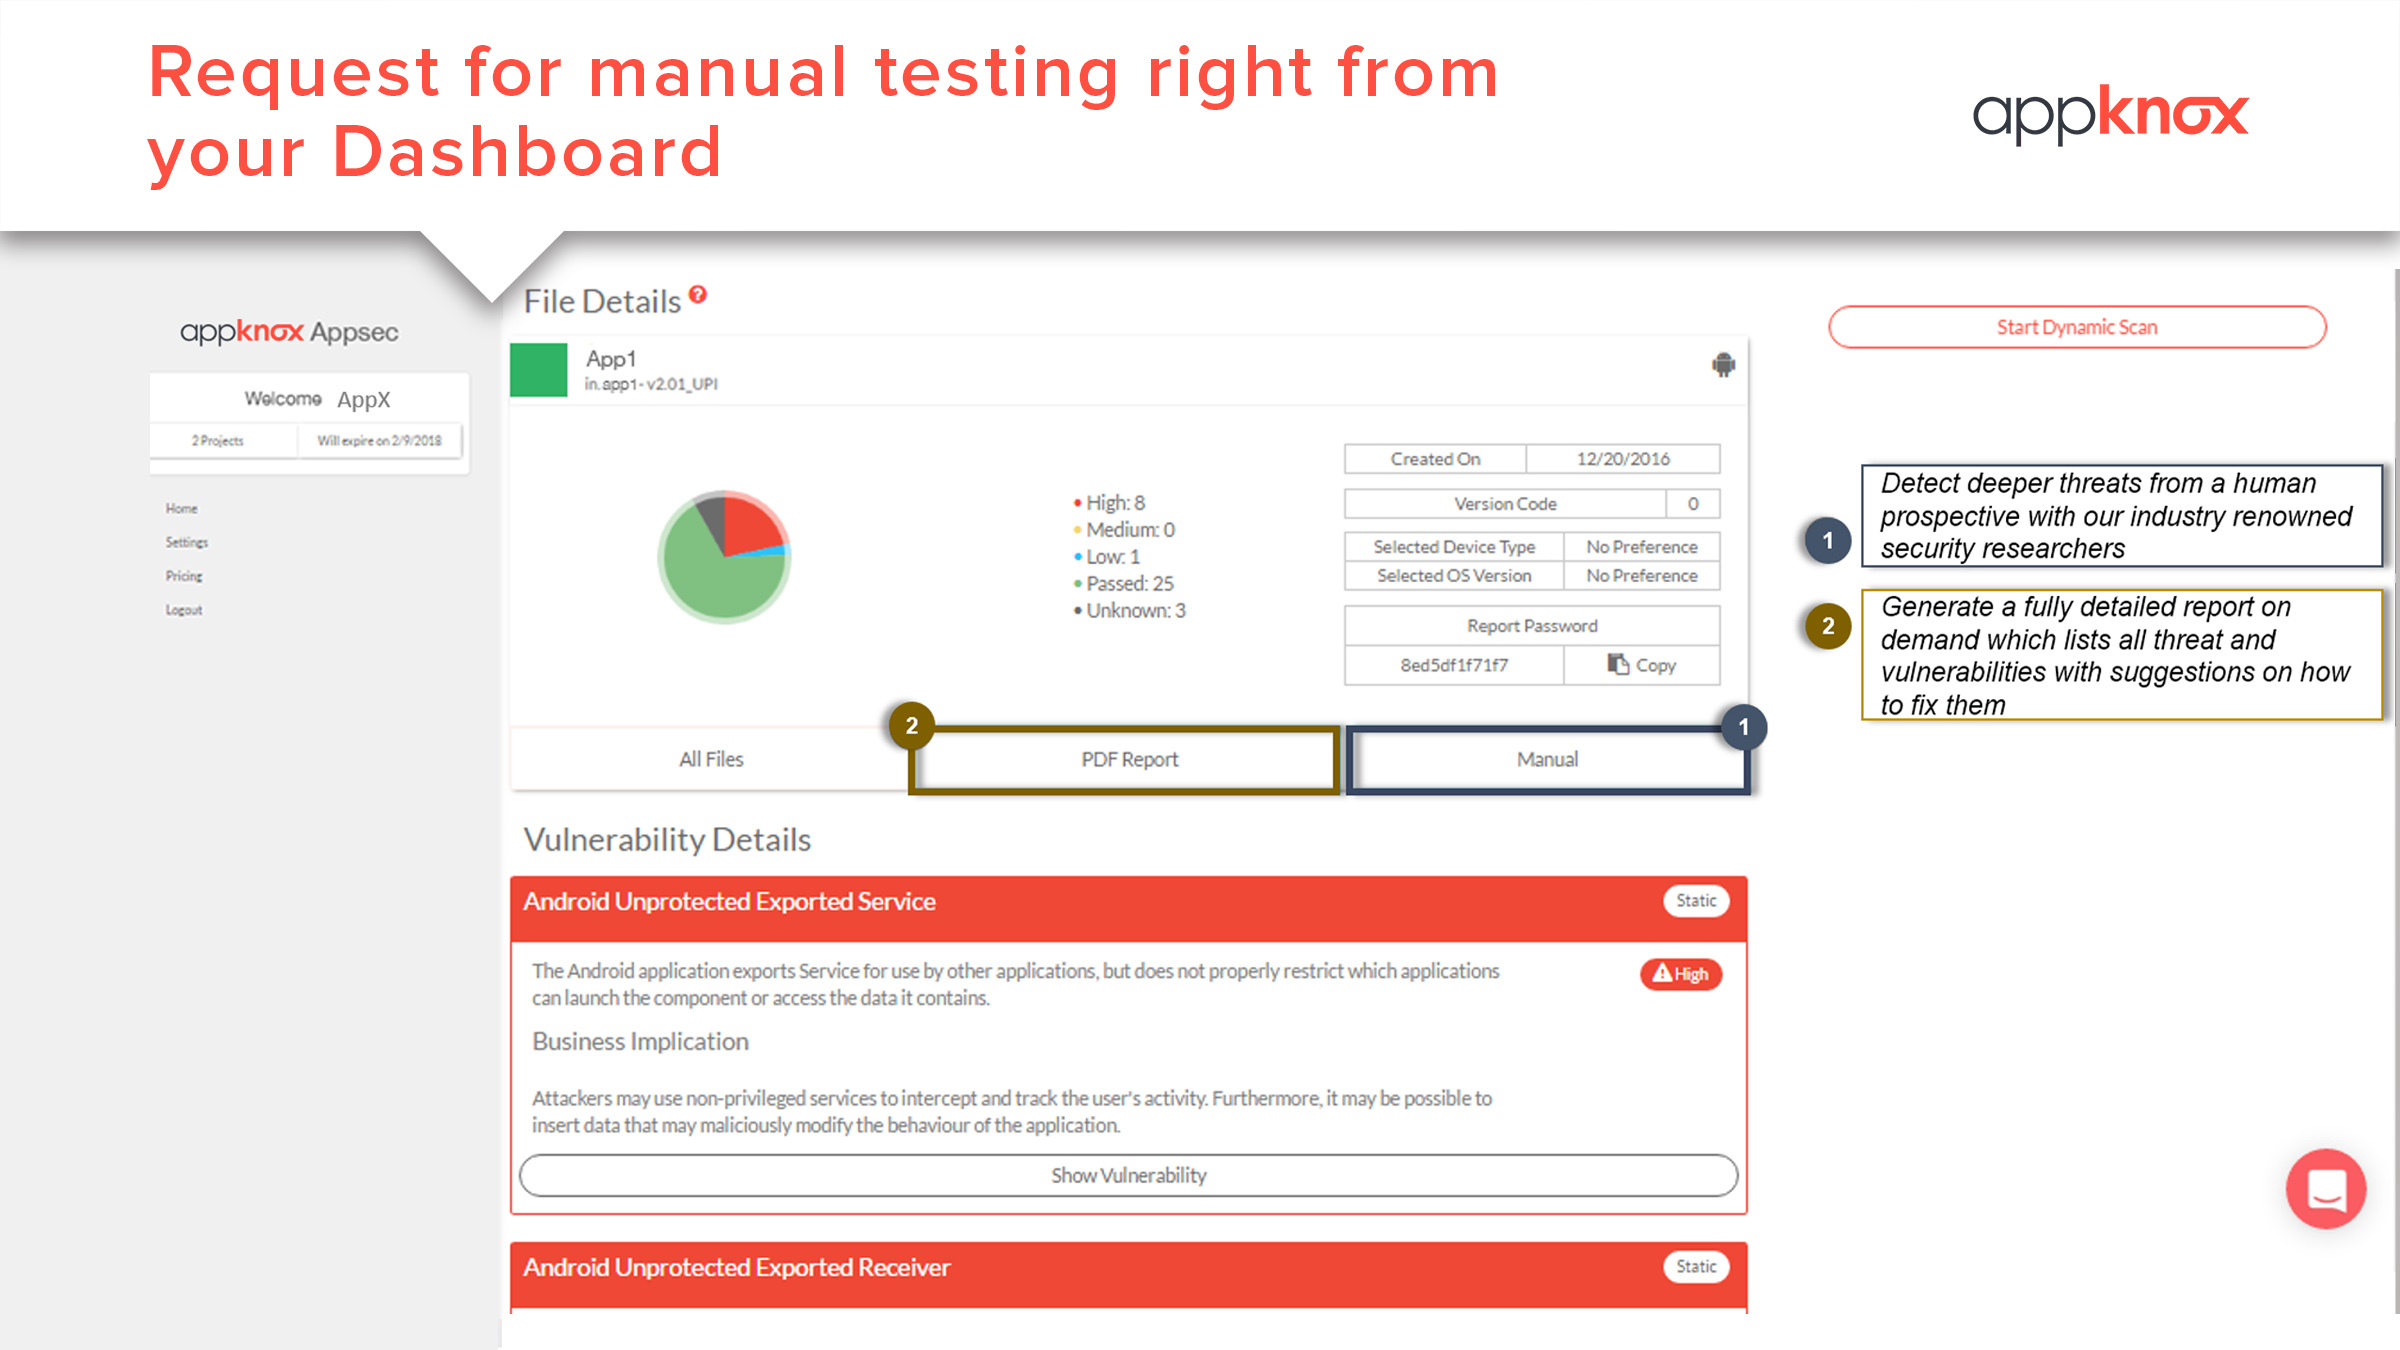 Request for manual testing right from
your Dashboard
appknox
appknox Appsec
Welcome AppX
2 Projects
Will expire on 2/9/2018
Home
Settings
Pricing
Logout
File Details ?
App1
in.app1- v2.01_UPI
High: 8
Medium: 0
Low: 1
Passed: 25
Unknown: 3
Created On 12/20/2016
Version Code 0
Selected Device Type No Preference
Selected OS Version No Preference
Report Password
8ed5df1f71f7 Copy
All Files
2
PDF Report
1
Manual
Start Dynamic Scan
1
Detect deeper threats from a human
prospective with our industry renowned
security researchers
2
Generate a fully detailed report on
demand which lists all threat and
vulnerabilities with suggestions on how
to fix them
Vulnerability Details
Android Unprotected Exported Service
Static
The Android application exports Service for use by other applications, but does not properly restrict which applications
can launch the component or access the data it contains.
High
Business Implication
Attackers may use non-privileged services to intercept and track the user's activity. Furthermore, it may be possible to
insert data that may maliciously modify the behaviour of the application.
Show Vulnerability
Android Unprotected Exported Receiver
Static